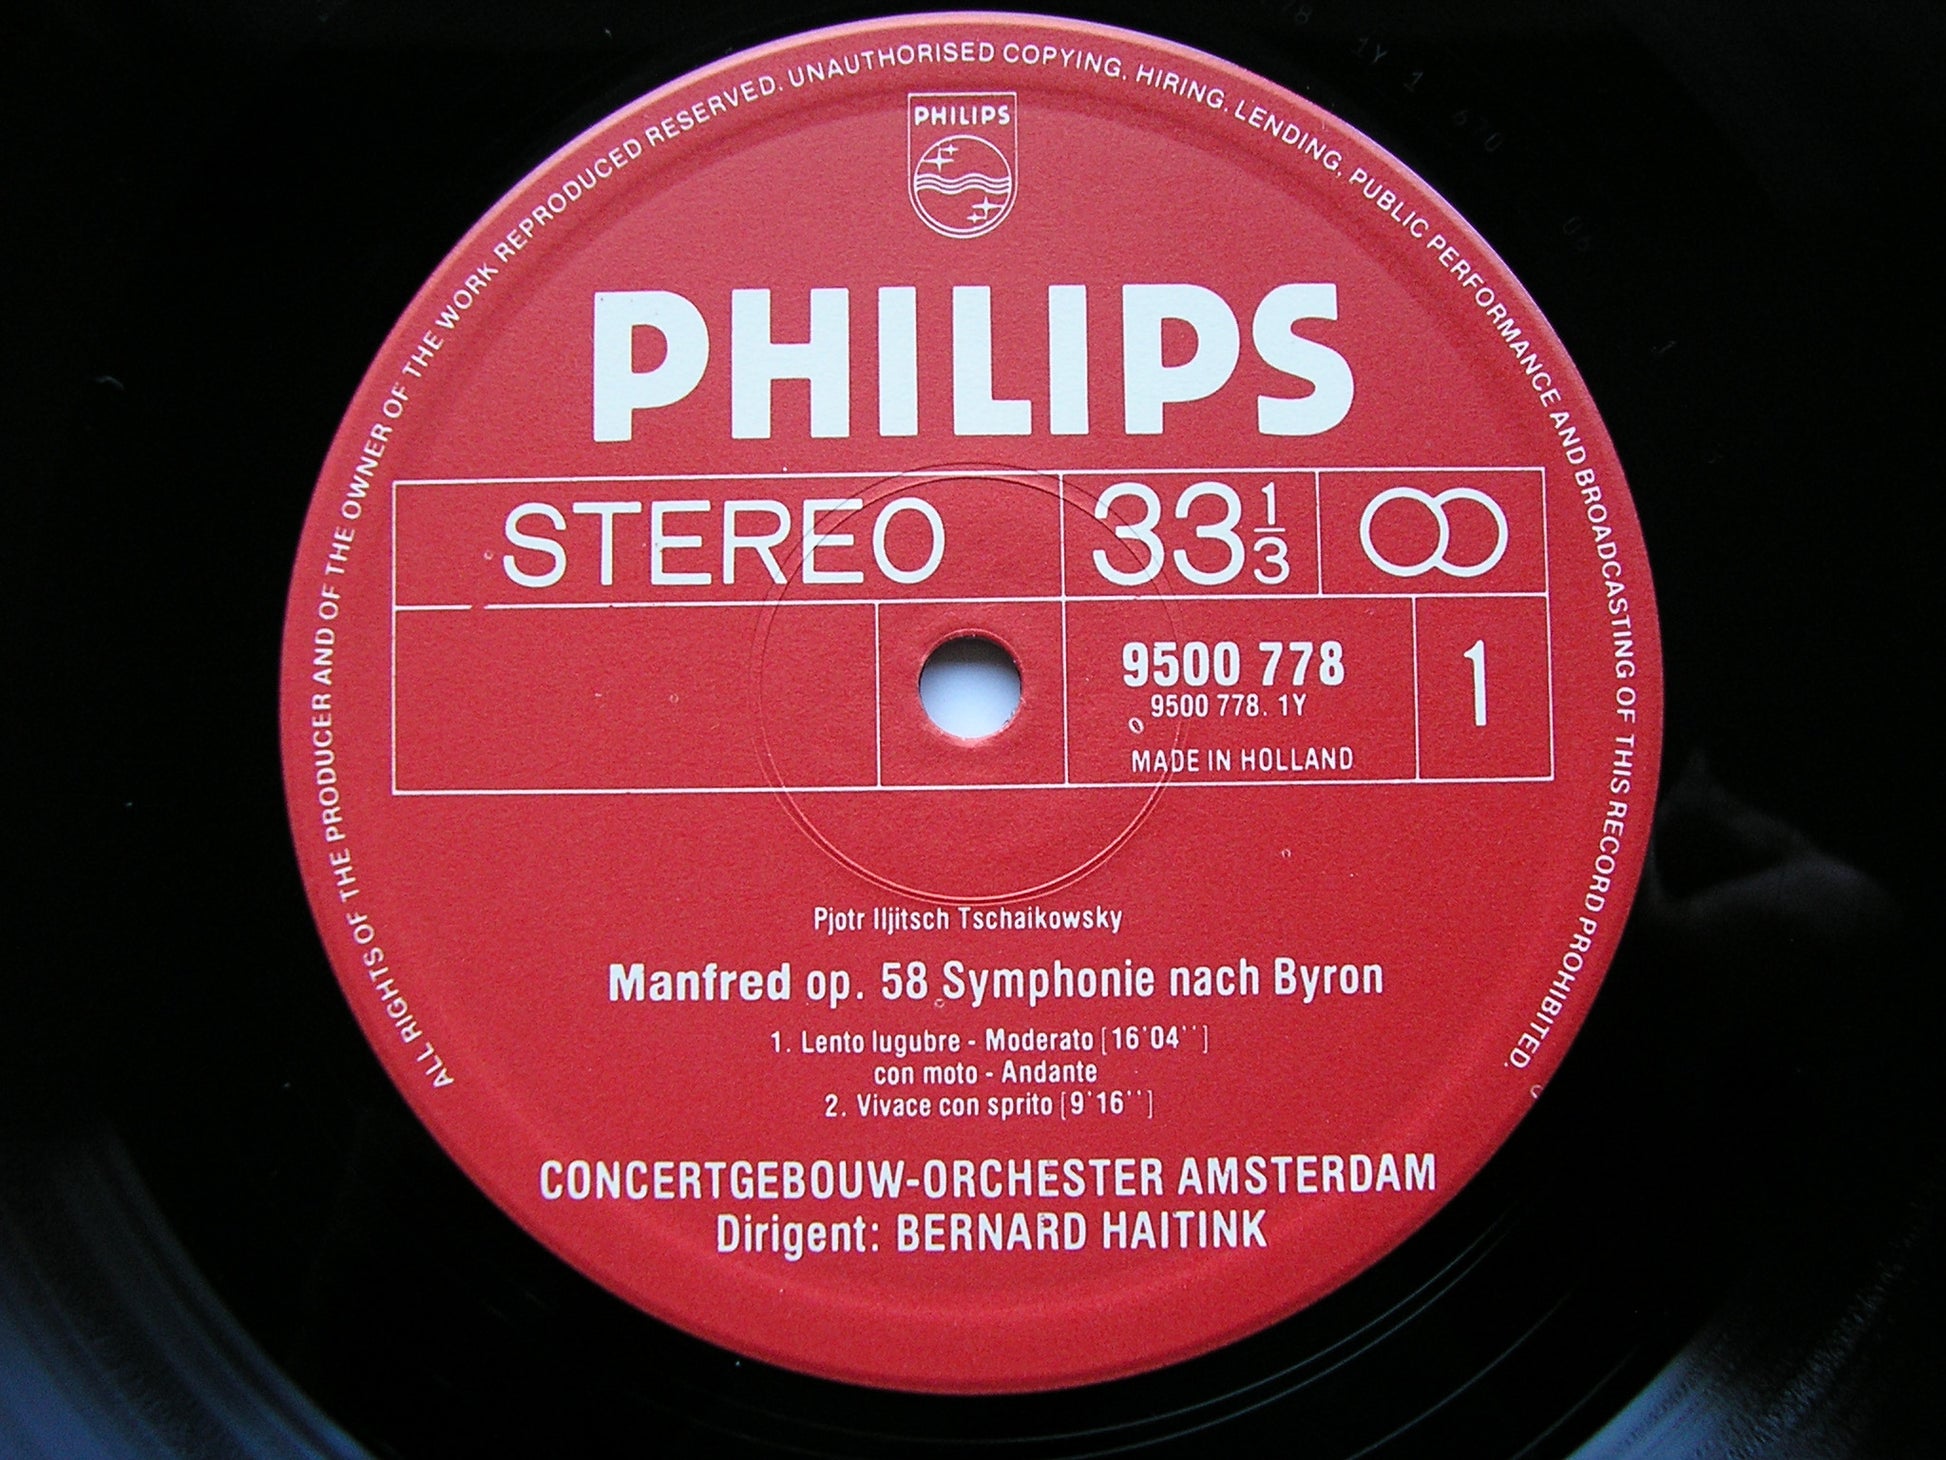 ALL RIGHTS OF THE PRODUCER AND OF THE OWNER OF THE WORK REPRODUCED RESERVED. UNAUTHORISED COPYING, HIRING, LENDING, PUBLIC PERFORMANCE AND BROADCASTING OF THIS RECORD PROHIBITED.
PHILIPS
PHILIPS
STEREO 33 1/3
9500 778
9500 778. 1Y
MADE IN HOLLAND
1
Pjotr Iljitsch Tschaikowsky
Manfred op. 58 Symphonie nach Byron
1. Lento lugubre - Moderato [16'04'']
con moto - Andante
2. Vivace con sprito [9'16'']
CONCERTGEBOUW-ORCHESTER AMSTERDAM
Dirigent: BERNARD HAITINK